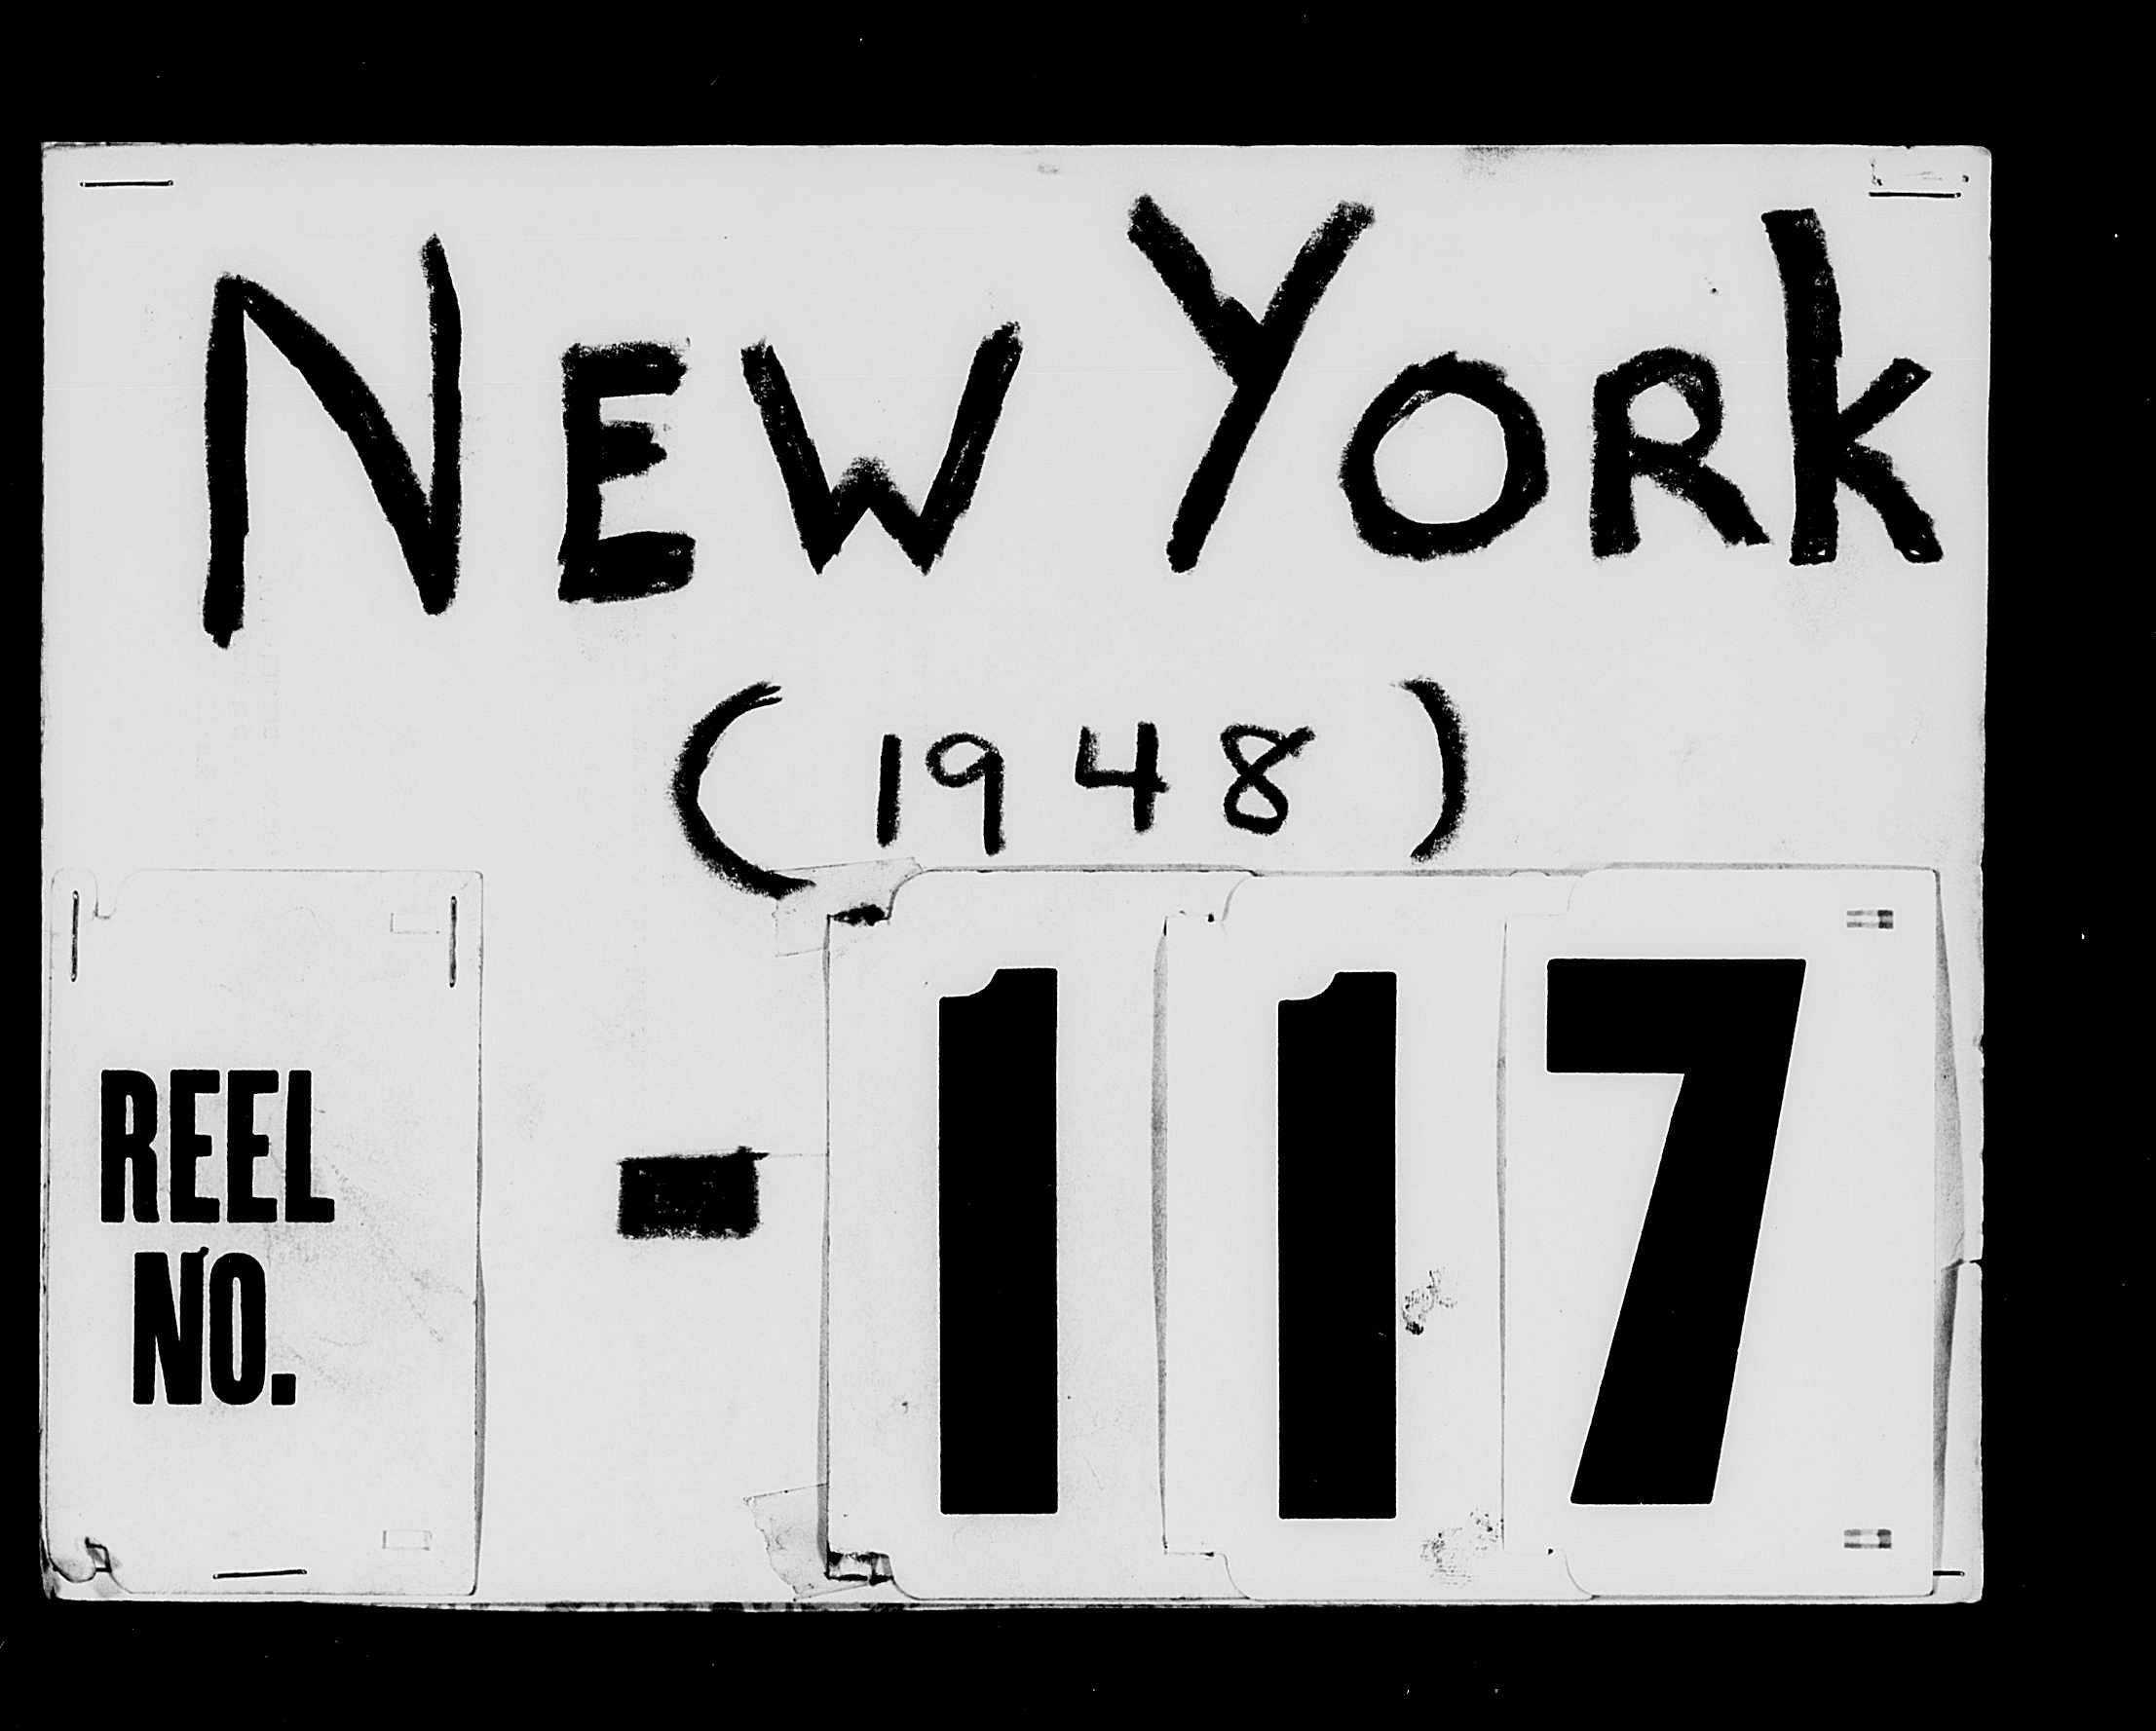 NEW YORK
(1948)
REEL
NO. - 117